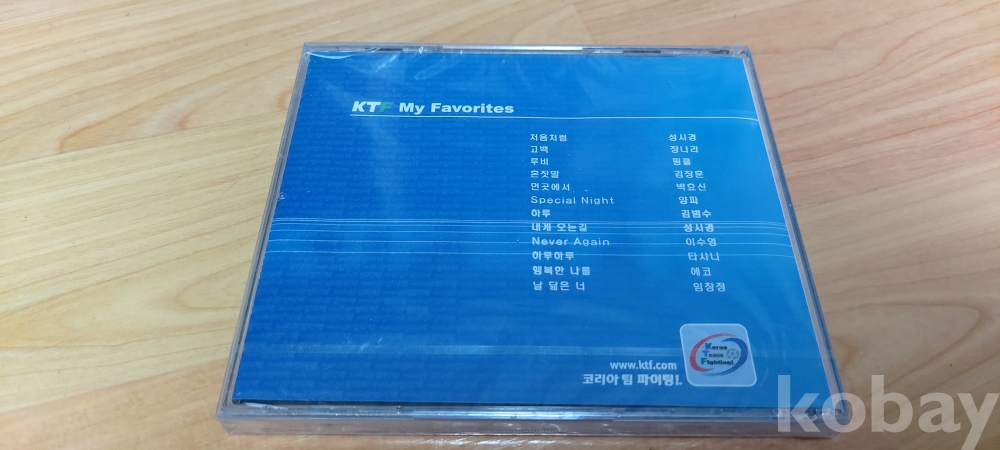 KTF My Favorites
처음처럼 성시경
고백 장나라
루비 핑클
혼잣말 김장훈
먼곳에서 박효신
Special Night 양파
하루 김범수
내게 오는길 성시경
Never Again 이수영
하루하루 타샤니
행복한 나를 에코
날 닮은 너 임창정
Korea
Team
Fighting!
www.ktf.com
코리아 팀 파이팅!
kobay